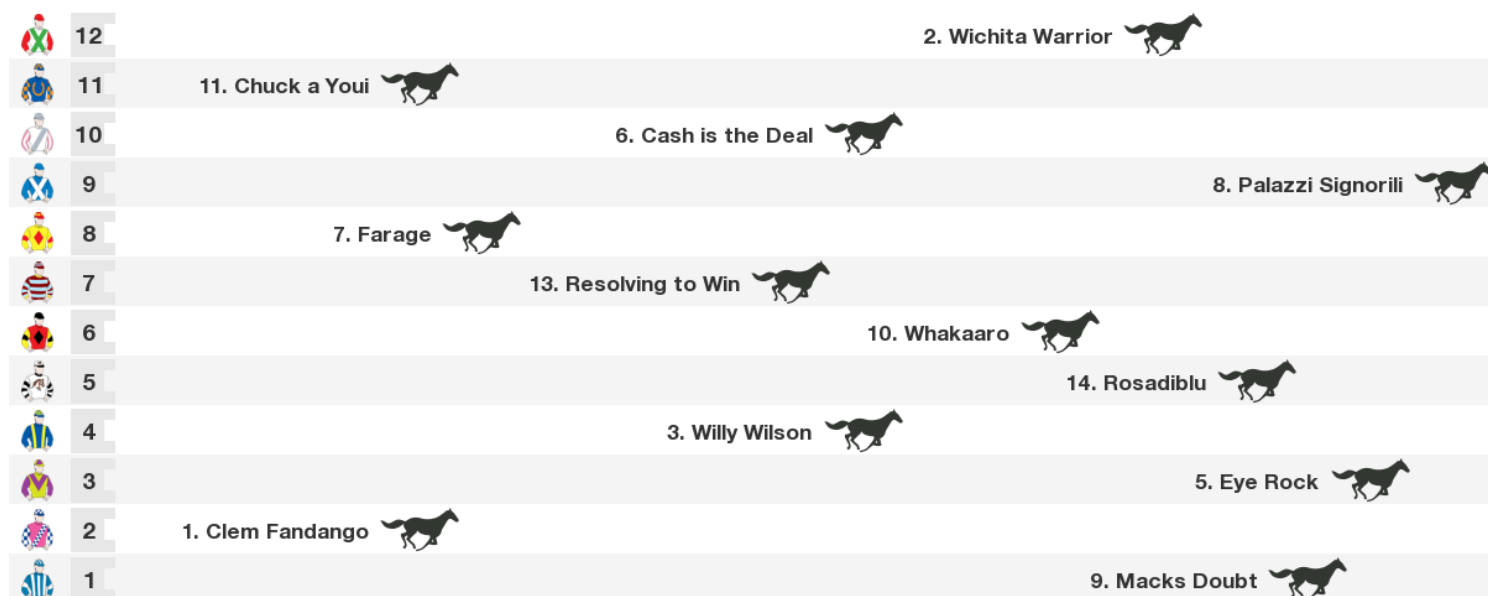 12 2. Wichita Warrior
11 11. Chuck a Youi
10 6. Cash is the Deal
9 8. Palazzi Signorili
8 7. Farage
7 13. Resolving to Win
6 10. Whakaaro
5 14. Rosadiblu
4 3. Willy Wilson
3 5. Eye Rock
2 1. Clem Fandango
1 9. Macks Doubt